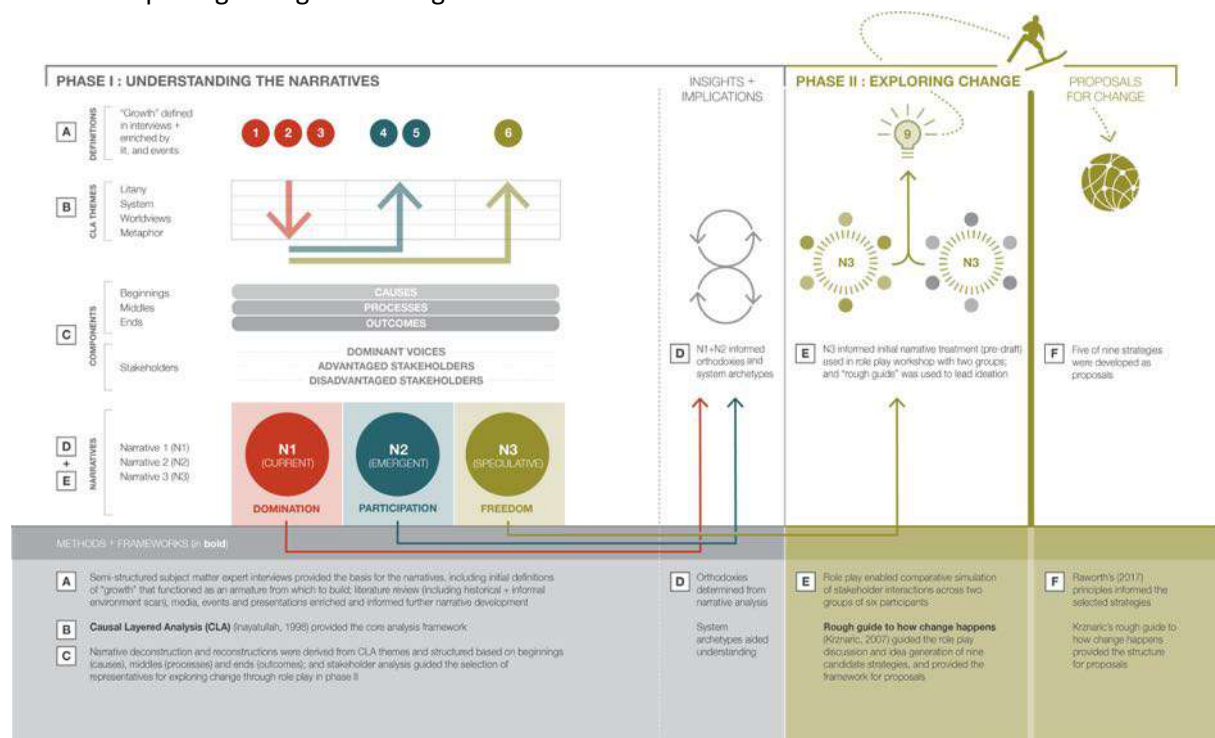 PHASE I : UNDERSTANDING THE NARRATIVES
INSIGHTS +
IMPLICATIONS
PHASE II : EXPLORING CHANGE
PROPOSALS
FOR CHANGE
A
DEFINITIONS
"Growth" defined
in interviews +
enriched by
lit. and events
1 2 3 4 5 6
9
B
CLA THEMES
Litany
System
Worldviews
Metaphor
N3
N3
C
COMPONENTS
Beginnings
Middles
Ends
CAUSES
PROCESSES
OUTCOMES
Stakeholders
DOMINANT VOICES
ADVANTAGED STAKEHOLDERS
DISADVANTAGED STAKEHOLDERS
D
N1+N2 informed
orthodoxies and
system archetypes
E
N3 informed initial narrative treatment (pre-draft)
used in role play workshop with two groups;
and "rough guide" was used to lead ideation
F
Five of nine strategies
were developed as
proposals
D
+
E
NARRATIVES
Narrative 1 (N1)
Narrative 2 (N2)
Narrative 3 (N3)
N1
(CURRENT)
DOMINATION
N2
(EMERGENT)
PARTICIPATION
N3
(SPECULATIVE)
FREEDOM
METHODS + FRAMEWORKS (in bold)
A
Semi-structured subject matter expert interviews provided the basis for the narratives, including initial definitions
of "growth" that functioned as an armature from which to build; literature review (including historical + informal
environment scan), media, events and presentations enriched and informed further narrative development
B
Causal Layered Analysis (CLA) (Inayatullah, 1998) provided the core analysis framework
C
Narrative deconstruction and reconstructions were derived from CLA themes and structured based on beginnings
(causes), middles (processes) and ends (outcomes); and stakeholder analysis guided the selection of
representatives for exploring change through role play in phase II
D
Orthodoxies
determined from
narrative analysis
System
archetypes aided
understanding
E
Role play enabled comparative simulation
of stakeholder interactions across two
groups of six participants
Rough guide to how change happens
(Krznaric, 2007) guided the role play
discussion and idea generation of nine
candidate strategies, and provided the
framework for proposals
F
Raworth's (2017)
principles informed the
selected strategies
Krznaric's rough guide to
how change happens
provided the structure
for proposals